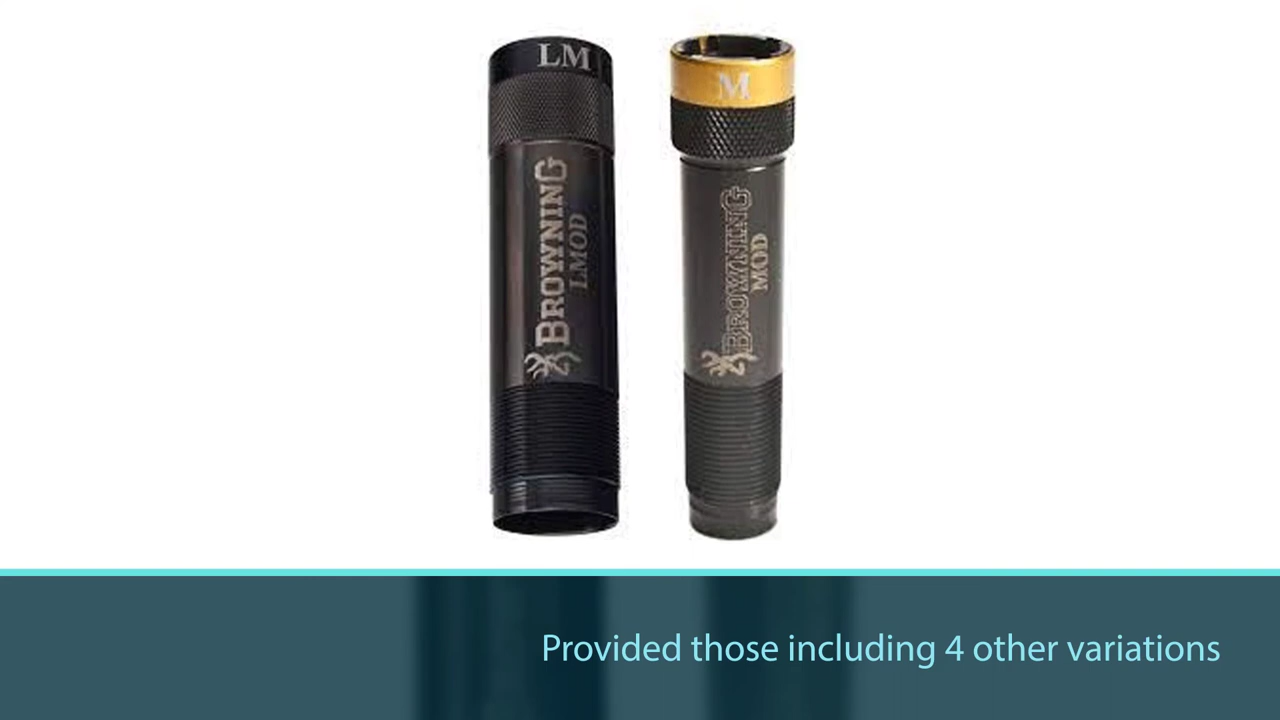 LM
BROWNING
LMOD
M
BROWNING
MOD
Provided those including 4 other variations